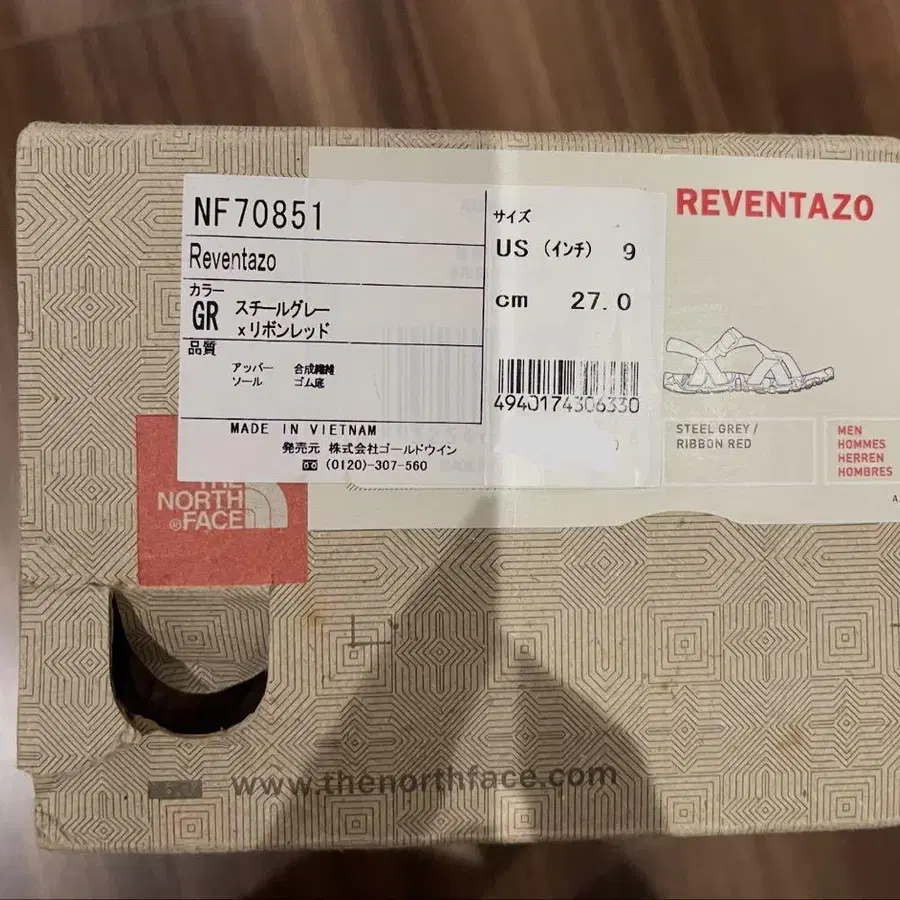 NF70851
Reventazo
カラー
GR スチールグレー
×リボンレッド
品質
アッパー 合成繊維
ソール ゴム底
MADE IN VIETNAM
発売元 株式会社ゴールドウイン
(0120)-307-560
サイズ
US (インチ) 9
cm 27.0
4940174306330
REVENTAZO
STEEL GREY /
RIBBON RED
MEN
HOMMES
HERREN
HOMBRES
THE
NORTH
®FACE
www.thenorthface.com